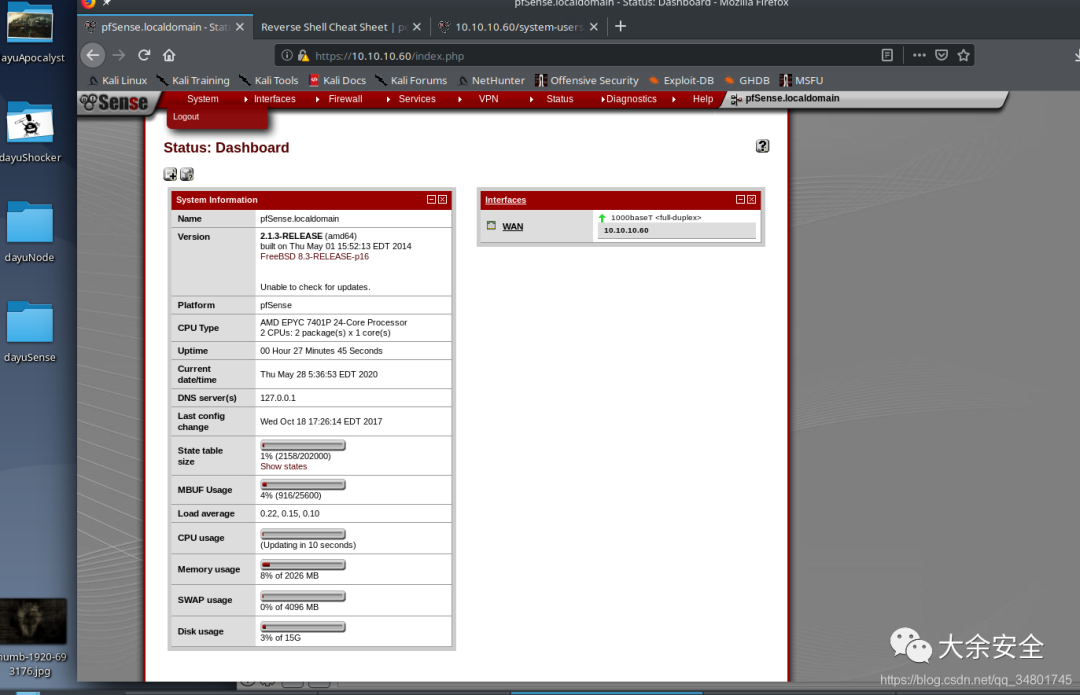 pfSense.localdomain - Status: Dashboard - Mozilla Firefox
pfSense.localdomain - Stat
Reverse Shell Cheat Sheet | p
10.10.10.60/system-users
https://10.10.10.60/index.php
Kali Linux
Kali Training
Kali Tools
Kali Docs
Kali Forums
NetHunter
Offensive Security
Exploit-DB
GHDB
MSFU
Sense
System
Interfaces
Firewall
Services
VPN
Status
Diagnostics
Help
pfSense.localdomain
Logout
Status: Dashboard
System Information
Name
pfSense.localdomain
Version
2.1.3-RELEASE (amd64)
built on Thu May 01 15:52:13 EDT 2014
FreeBSD 8.3-RELEASE-p16
Unable to check for updates.
Platform
pfSense
CPU Type
AMD EPYC 7401P 24-Core Processor
2 CPUs: 2 package(s) x 1 core(s)
Uptime
00 Hour 27 Minutes 45 Seconds
Current
date/time
Thu May 28 5:36:53 EDT 2020
DNS server(s)
127.0.0.1
Last config
change
Wed Oct 18 17:26:14 EDT 2017
State table
size
1% (2158/202000)
Show states
MBUF Usage
4% (916/25600)
Load average
0.22, 0.15, 0.10
CPU usage
(Updating in 10 seconds)
Memory usage
8% of 2026 MB
SWAP usage
0% of 4096 MB
Disk usage
3% of 15G
Interfaces
WAN
1000baseT <full-duplex>
10.10.10.60
ayuApocalyst
dayuShocker
dayuNode
dayuSense
humb-1920-69
3176.jpg
大余安全
https://blog.csdn.net/qq_34801745